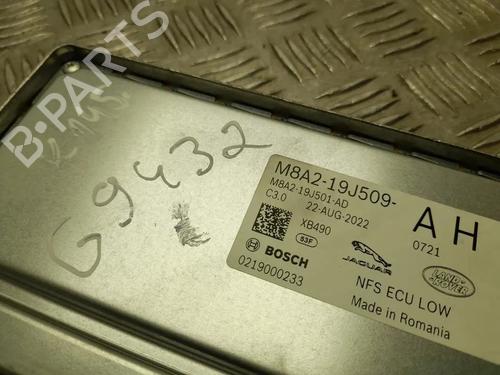 B-PARTS
G9432
M8A2-19J509-
M8A2-19J501-AD
A H
C3.0
22-AUG-2022
0721
XB490
53F
BOSCH
JAGUAR
LAND-
ROVER
0219000233
NFS ECU LOW
Made in Romania